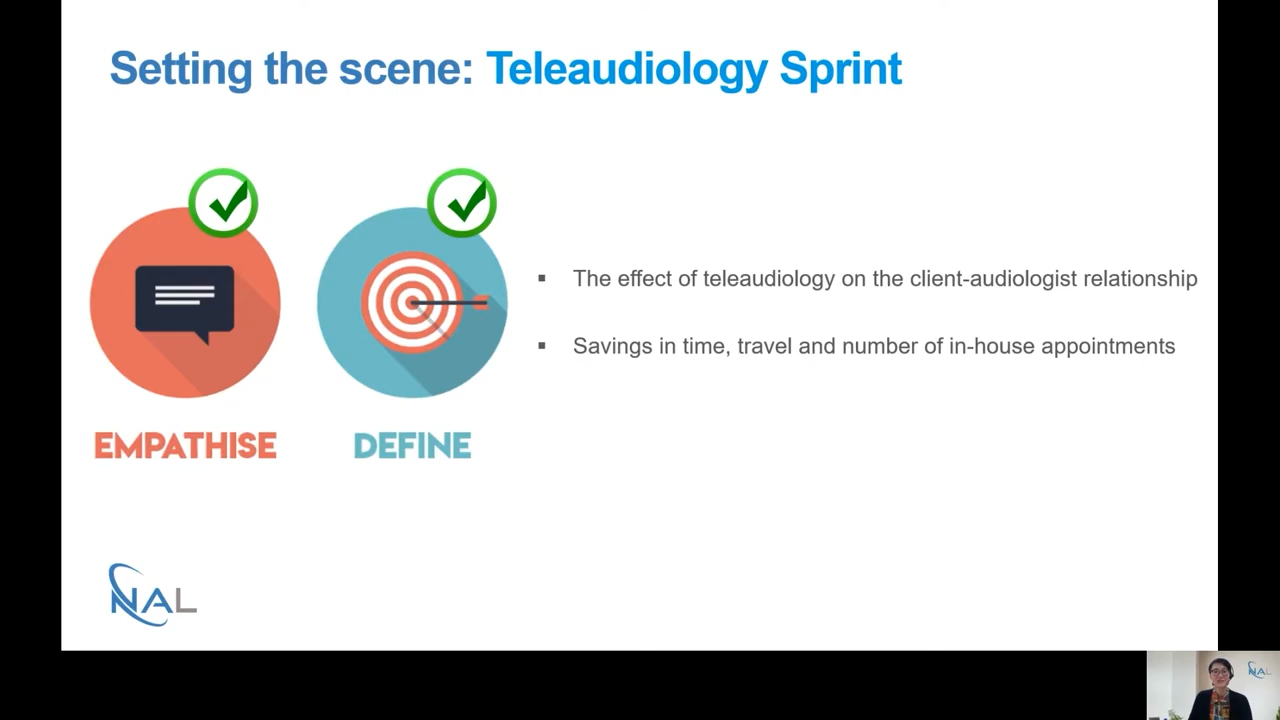 Setting the scene: Teleaudiology Sprint
▪ The effect of teleaudiology on the client-audiologist relationship
▪ Savings in time, travel and number of in-house appointments
EMPATHISE
DEFINE
NAL
NAL